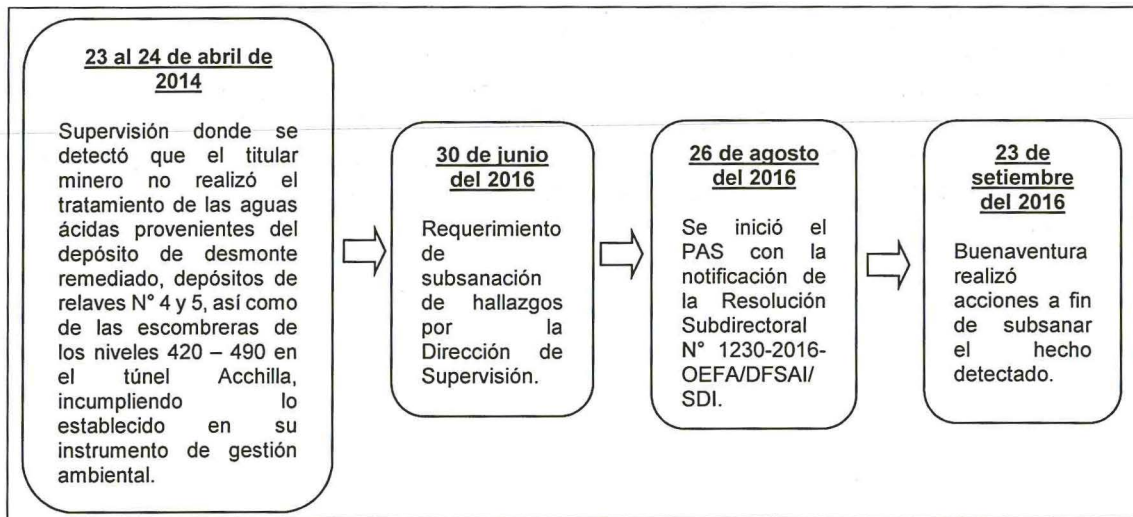 23 al 24 de abril de
2014
Supervisión donde se
detectó que el titular
minero no realizó el
tratamiento de las aguas
ácidas provenientes del
depósito de desmonte
remediado, depósitos de
relaves N° 4 y 5, así como
de las escombreras de
los niveles 420 – 490 en
el túnel Acchilla,
incumpliendo lo
establecido en su
instrumento de gestión
ambiental.
30 de junio
del 2016
Requerimiento
de
subsanación
de hallazgos
por la
Dirección de
Supervisión.
26 de agosto
del 2016
Se inició el
PAS con la
notificación de
la Resolución
Subdirectoral
N° 1230-2016-
OEFA/DFSAI/
SDI.
23 de
setiembre
del 2016
Buenaventura
realizó
acciones a fin
de subsanar
el hecho
detectado.